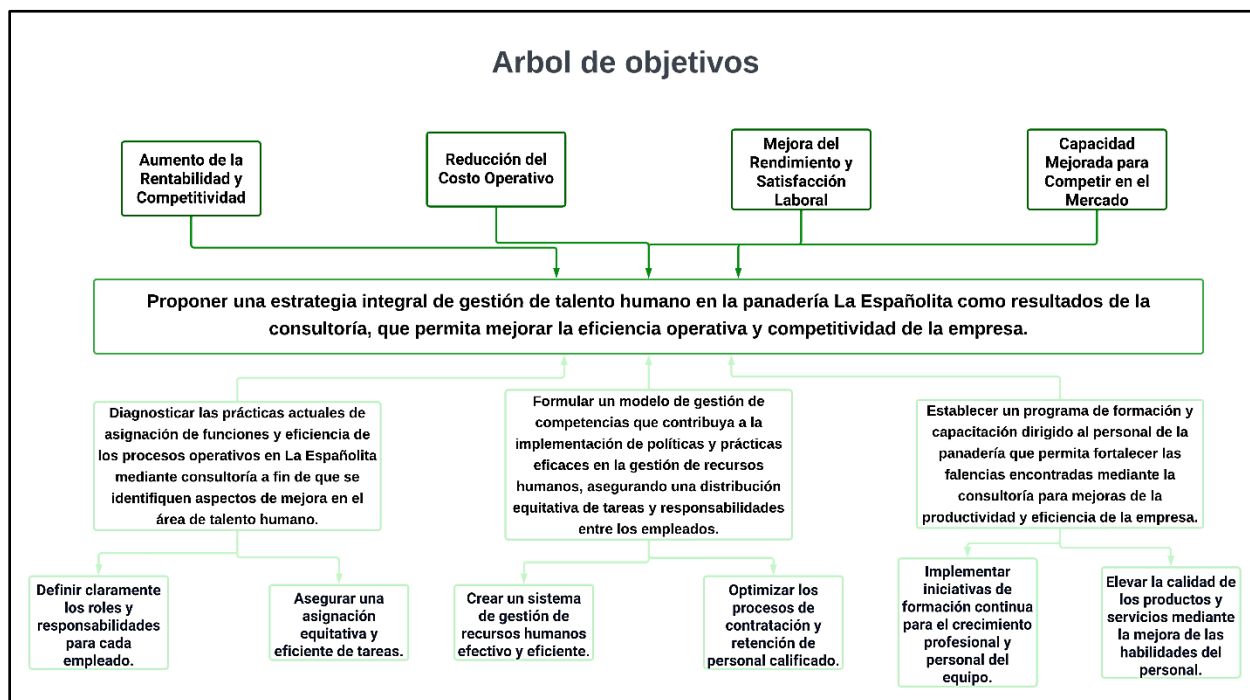 Arbol de objetivos
Aumento de la
Rentabilidad y
Competitividad
Reducción del
Costo Operativo
Mejora del
Rendimiento y
Satisfacción
Laboral
Capacidad
Mejorada para
Competir en el
Mercado
Proponer una estrategia integral de gestión de talento humano en la panadería La Españolita como resultados de la
consultoría, que permita mejorar la eficiencia operativa y competitividad de la empresa.
Diagnosticar las prácticas actuales de
asignación de funciones y eficiencia de
los procesos operativos en La Españolita
mediante consultoría a fin de que se
identifiquen aspectos de mejora en el
área de talento humano.
Formular un modelo de gestión de
competencias que contribuya a la
implementación de políticas y prácticas
eficaces en la gestión de recursos
humanos, asegurando una distribución
equitativa de tareas y responsabilidades
entre los empleados.
Establecer un programa de formación y
capacitación dirigido al personal de la
panadería que permita fortalecer las
falencias encontradas mediante la
consultoría para mejoras de la
productividad y eficiencia de la empresa.
Definir claramente
los roles y
responsabilidades
para cada
empleado.
Asegurar una
asignación
equitativa y
eficiente de tareas.
Crear un sistema
de gestión de
recursos humanos
efectivo y eficiente.
Optimizar los
procesos de
contratación y
retención de
personal calificado.
Implementar
iniciativas de
formación continua
para el crecimiento
profesional y
personal del
equipo.
Elevar la calidad de
los productos y
servicios mediante
la mejora de las
habilidades del
personal.